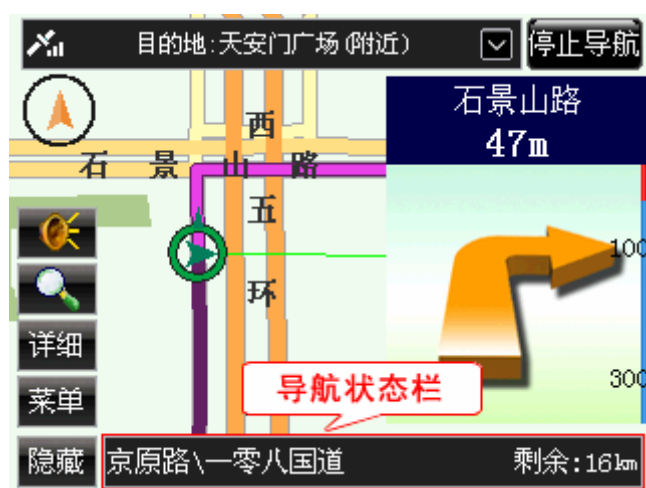 目的地:天安门广场(附近)
停止导航
石景山路
47m
西
石景山路
五
环
100
300
详细
菜单
导航状态栏
隐藏
京原路\一零八国道
剩余:16km